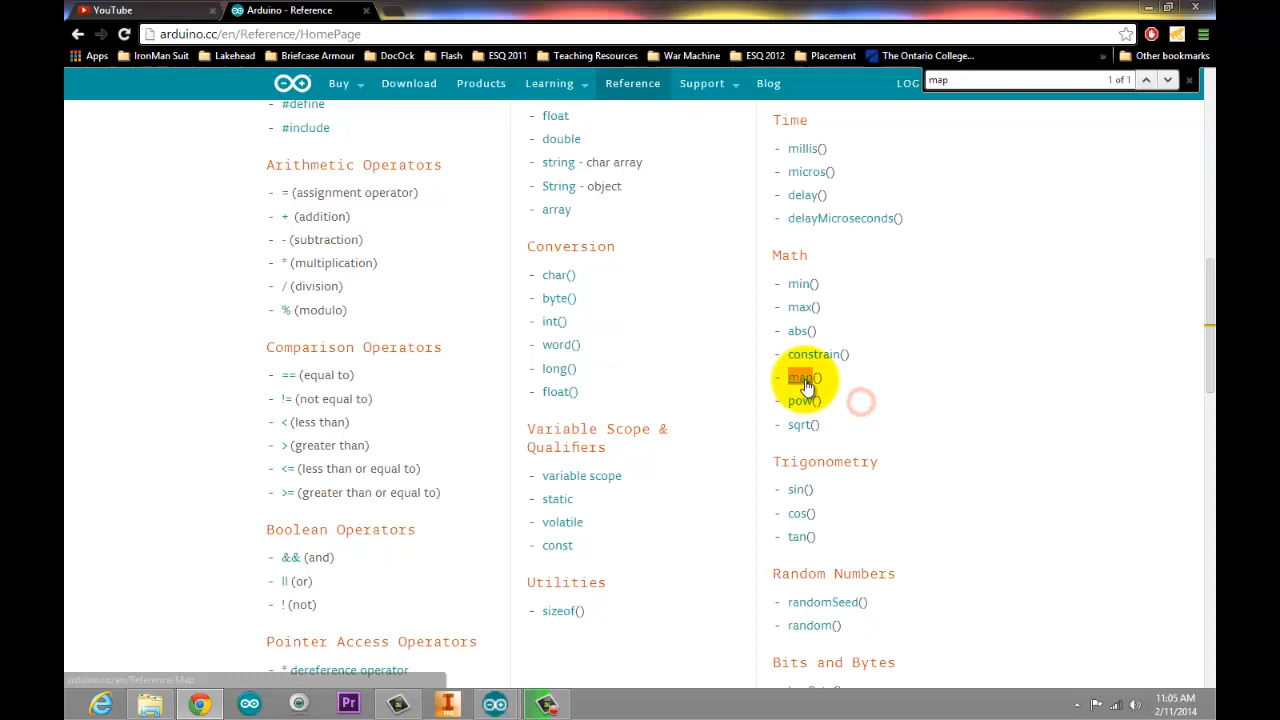 YouTube
Arduino - Reference
arduino.cc/en/Reference/HomePage
Apps IronMan Suit Lakehead Briefcase Armour DocOck Flash ESQ 2011 Teaching Resources War Machine ESQ 2012 Placement The Ontario College... » Other bookmarks
map 1 of 1
Buy Download Products Learning Reference Support Blog LOG
#define
#include
Arithmetic Operators
- = (assignment operator)
- + (addition)
- - (subtraction)
- * (multiplication)
- / (division)
- % (modulo)
Comparison Operators
- == (equal to)
- != (not equal to)
- < (less than)
- > (greater than)
- <= (less than or equal to)
- >= (greater than or equal to)
Boolean Operators
- && (and)
- || (or)
- ! (not)
Pointer Access Operators
- * dereference operator
- float
- double
- string - char array
- String - object
- array
Conversion
- char()
- byte()
- int()
- word()
- long()
- float()
Variable Scope &
Qualifiers
- variable scope
- static
- volatile
- const
Utilities
- sizeof()
Time
- millis()
- micros()
- delay()
- delayMicroseconds()
Math
- min()
- max()
- abs()
- constrain()
- map()
- pow()
- sqrt()
Trigonometry
- sin()
- cos()
- tan()
Random Numbers
- randomSeed()
- random()
Bits and Bytes
arduino.cc/en/Reference/Map
Pr
11:05 AM
2/11/2014